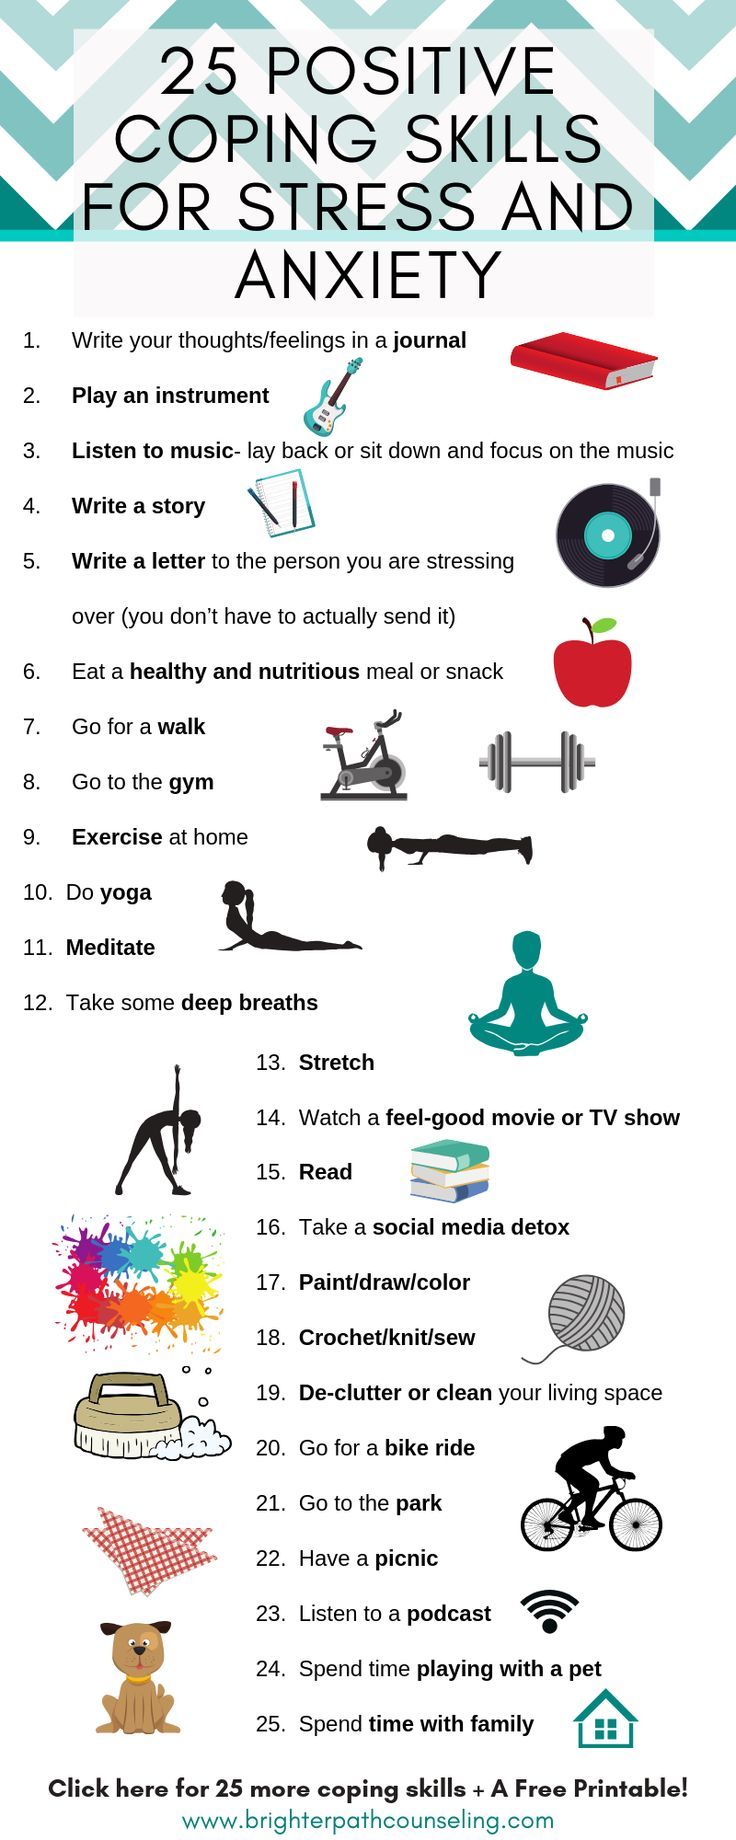 25 POSITIVE
COPING SKILLS
FOR STRESS AND
ANXIETY
1. Write your thoughts/feelings in a journal
2. Play an instrument
3. Listen to music- lay back or sit down and focus on the music
4. Write a story
5. Write a letter to the person you are stressing
over (you don’t have to actually send it)
6. Eat a healthy and nutritious meal or snack
7. Go for a walk
8. Go to the gym
9. Exercise at home
10. Do yoga
11. Meditate
12. Take some deep breaths
13. Stretch
14. Watch a feel-good movie or TV show
15. Read
16. Take a social media detox
17. Paint/draw/color
18. Crochet/knit/sew
19. De-clutter or clean your living space
20. Go for a bike ride
21. Go to the park
22. Have a picnic
23. Listen to a podcast
24. Spend time playing with a pet
25. Spend time with family
Click here for 25 more coping skills + A Free Printable!
www.brighterpathcounseling.com